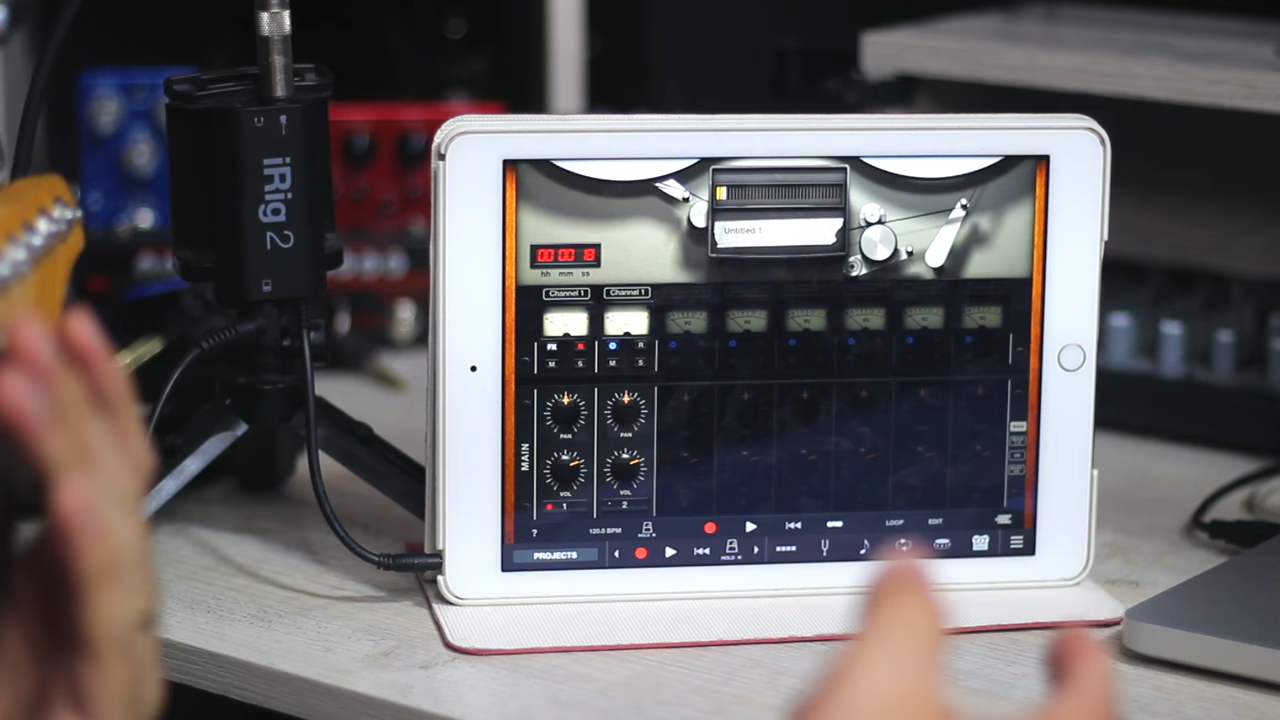 iRig 2
Untitled 1
00 00 18
hh mm ss
Channel 1 Channel 1
FX R R
M S M S
PAN PAN
MAIN
VOL VOL
1 2
? 120.0 BPM LOOP EDIT
PROJECTS